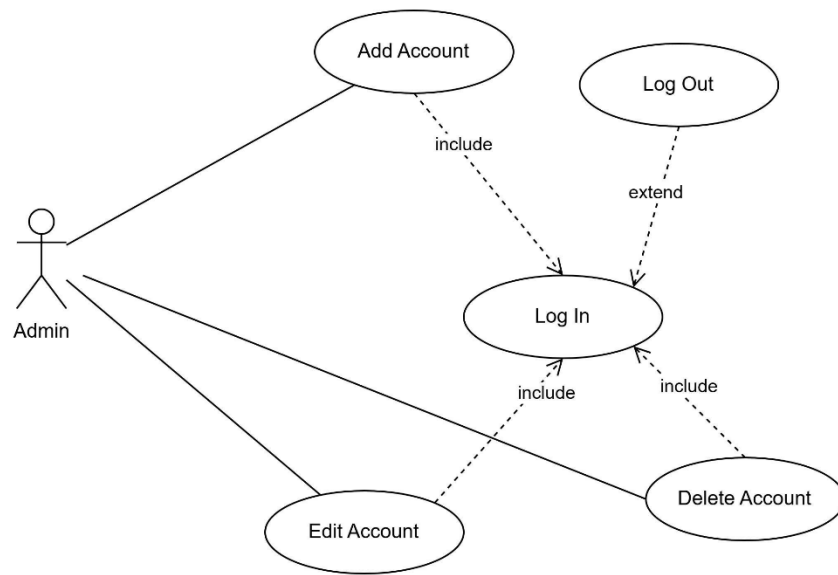 Add Account
Log Out
include
extend
Admin
Log In
include
include
Delete Account
Edit Account